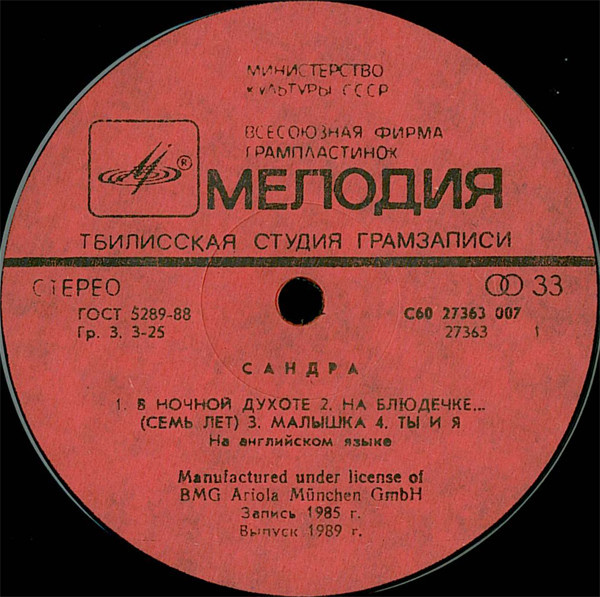 МИНИСТЕРСТВО
КУЛЬТУРЫ СССР
ВСЕСОЮЗНАЯ ФИРМА
ГРАМПЛАСТИНОК
®
МЕЛОДИЯ
ТБИЛИССКАЯ СТУДИЯ ГРАМЗАПИСИ
СТЕРЕО
33
ГОСТ 5289-88
С60 27363 007
Гр. 3. 3-25
27363 1
САНДРА
1. В НОЧНОЙ ДУХОТЕ 2. НА БЛЮДЕЧКЕ...
(СЕМЬ ЛЕТ) 3. МАЛЫШКА 4. ТЫ И Я
На английском языке
Manufactured under license of
BMG Ariola München GmbH
Запись 1985 г.
Выпуск 1989 г.